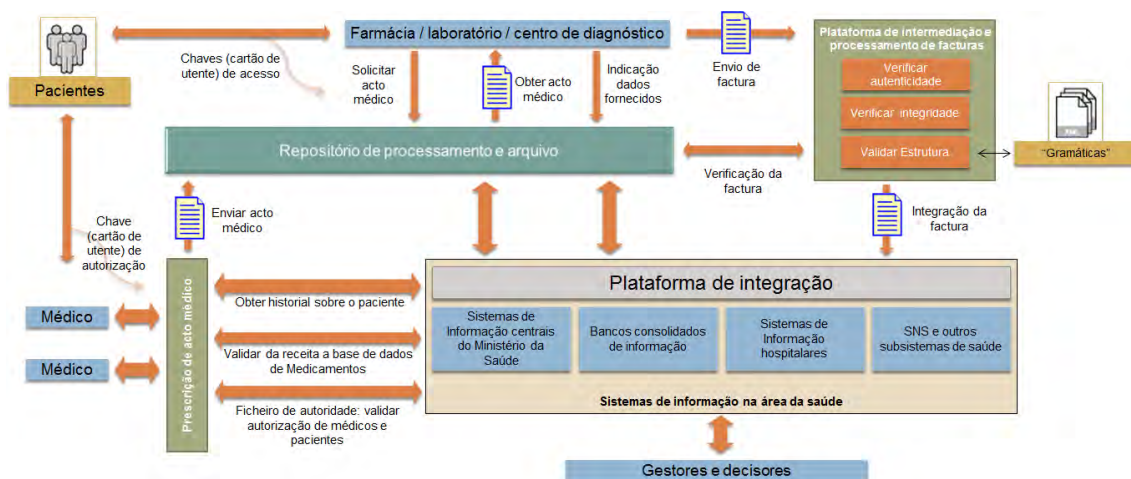 Farmácia / laboratório / centro de diagnóstico
Plataforma de intermediação e
processamento de facturas
Verificar
autenticidade
Verificar integridade
Validar Estrutura
"Gramáticas"
Pacientes
Chaves (cartão de
utente) de acesso
Solicitar
acto
médico
Obter acto
médico
Indicação
dados
fornecidos
Envio de
factura
Repositório de processamento e arquivo
Verificação da
factura
Integração da
factura
Enviar acto
médico
Chave
(cartão de
utente) de
autorização
Médico
Médico
Prescrição de acto médico
Obter historial sobre o paciente
Validar da receita a base de dados
de Medicamentos
Ficheiro de autoridade: validar
autorização de médicos e
pacientes
Plataforma de integração
Sistemas de
Informação centrais
do Ministério da
Saúde
Bancos consolidados
de informação
Sistemas de
Informação
hospitalares
SNS e outros
subsistemas de saúde
Sistemas de informação na área da saúde
Gestores e decisores